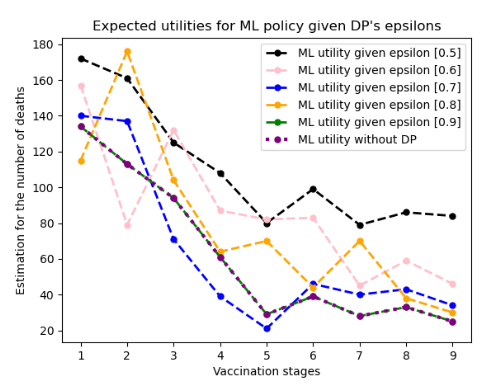 Expected utilities for ML policy given DP's epsilons
Estimation for the number of deaths
180
160
140
120
100
80
60
40
20
ML utility given epsilon [0.5]
ML utility given epsilon [0.6]
ML utility given epsilon [0.7]
ML utility given epsilon [0.8]
ML utility given epsilon [0.9]
ML utility without DP
1 2 3 4 5 6 7 8 9
Vaccination stages